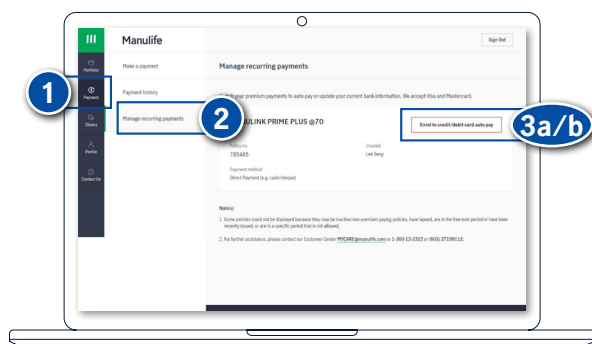 Manulife
Sign Out
Portfolio
Make a payment
Manage recurring payments
1
Payment
Payment history
your premium payments to auto-pay or update your current bank information. We accept Visa and Mastercard.
Claims
Manage recurring payments
2
ULINK PRIME PLUS @70
Enrol to credit/debit card auto pay
3a/b
Profile
Policy no.
Insured
785485
Lee Seng
Contact Us
Payment method
Direct Payment (e.g. cash/cheque)
Note(s)
1. Some policies could not be displayed because they may be inactive non-premium paying policies, have lapsed, are in the free-look period or have been
recently issued, or are in a specific period that is not allowed.
2. For further assistance, please contact our Customer Center MYCARE@manulife.com or 1-300-13-2323 or (603) 27199112.